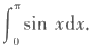 ∫₀^π sin xdx.